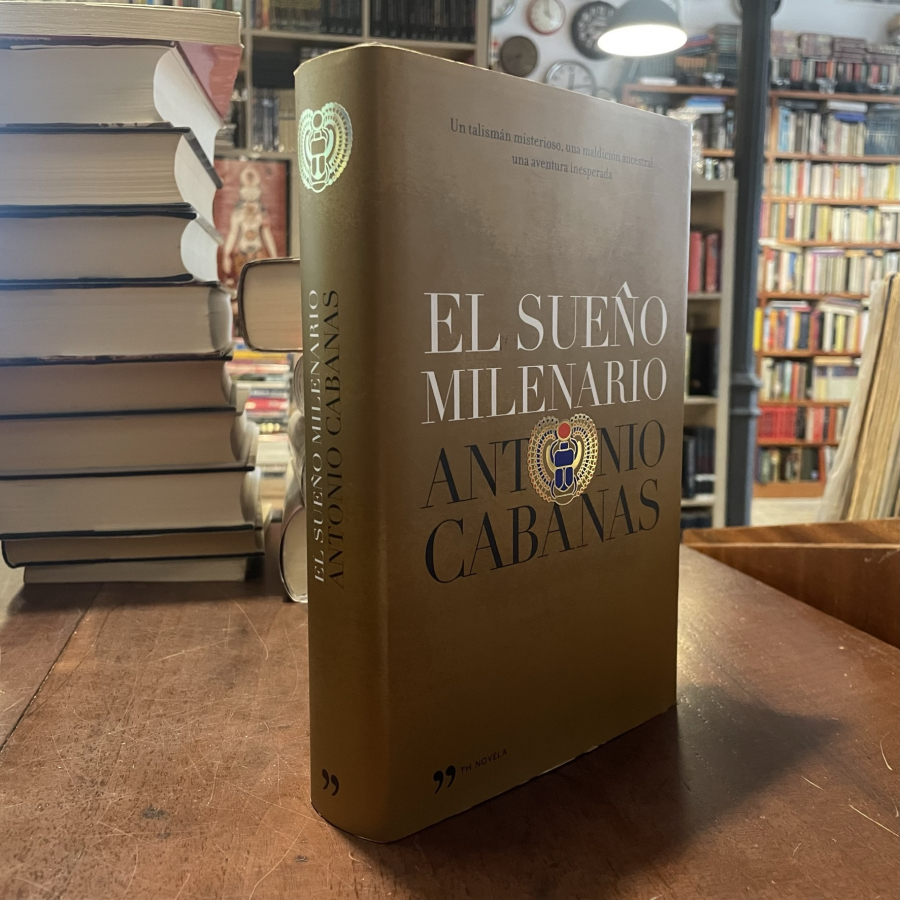 Un talismán misterioso, una maldición ancestral,
una aventura inesperada
EL SUEÑO
MILENARIO
ANTONIO
CABANAS
TH NOVELA
EL SUEÑO MILENARIO
ANTONIO CABANAS